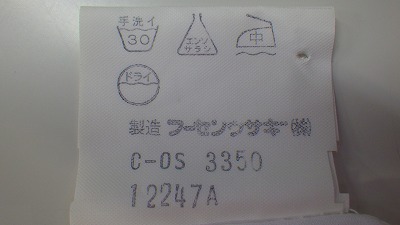 手洗イ 30 エンソサラシ 中
ドライ
製造 フーセンウサギ㈱
C-OS 3350
12247A